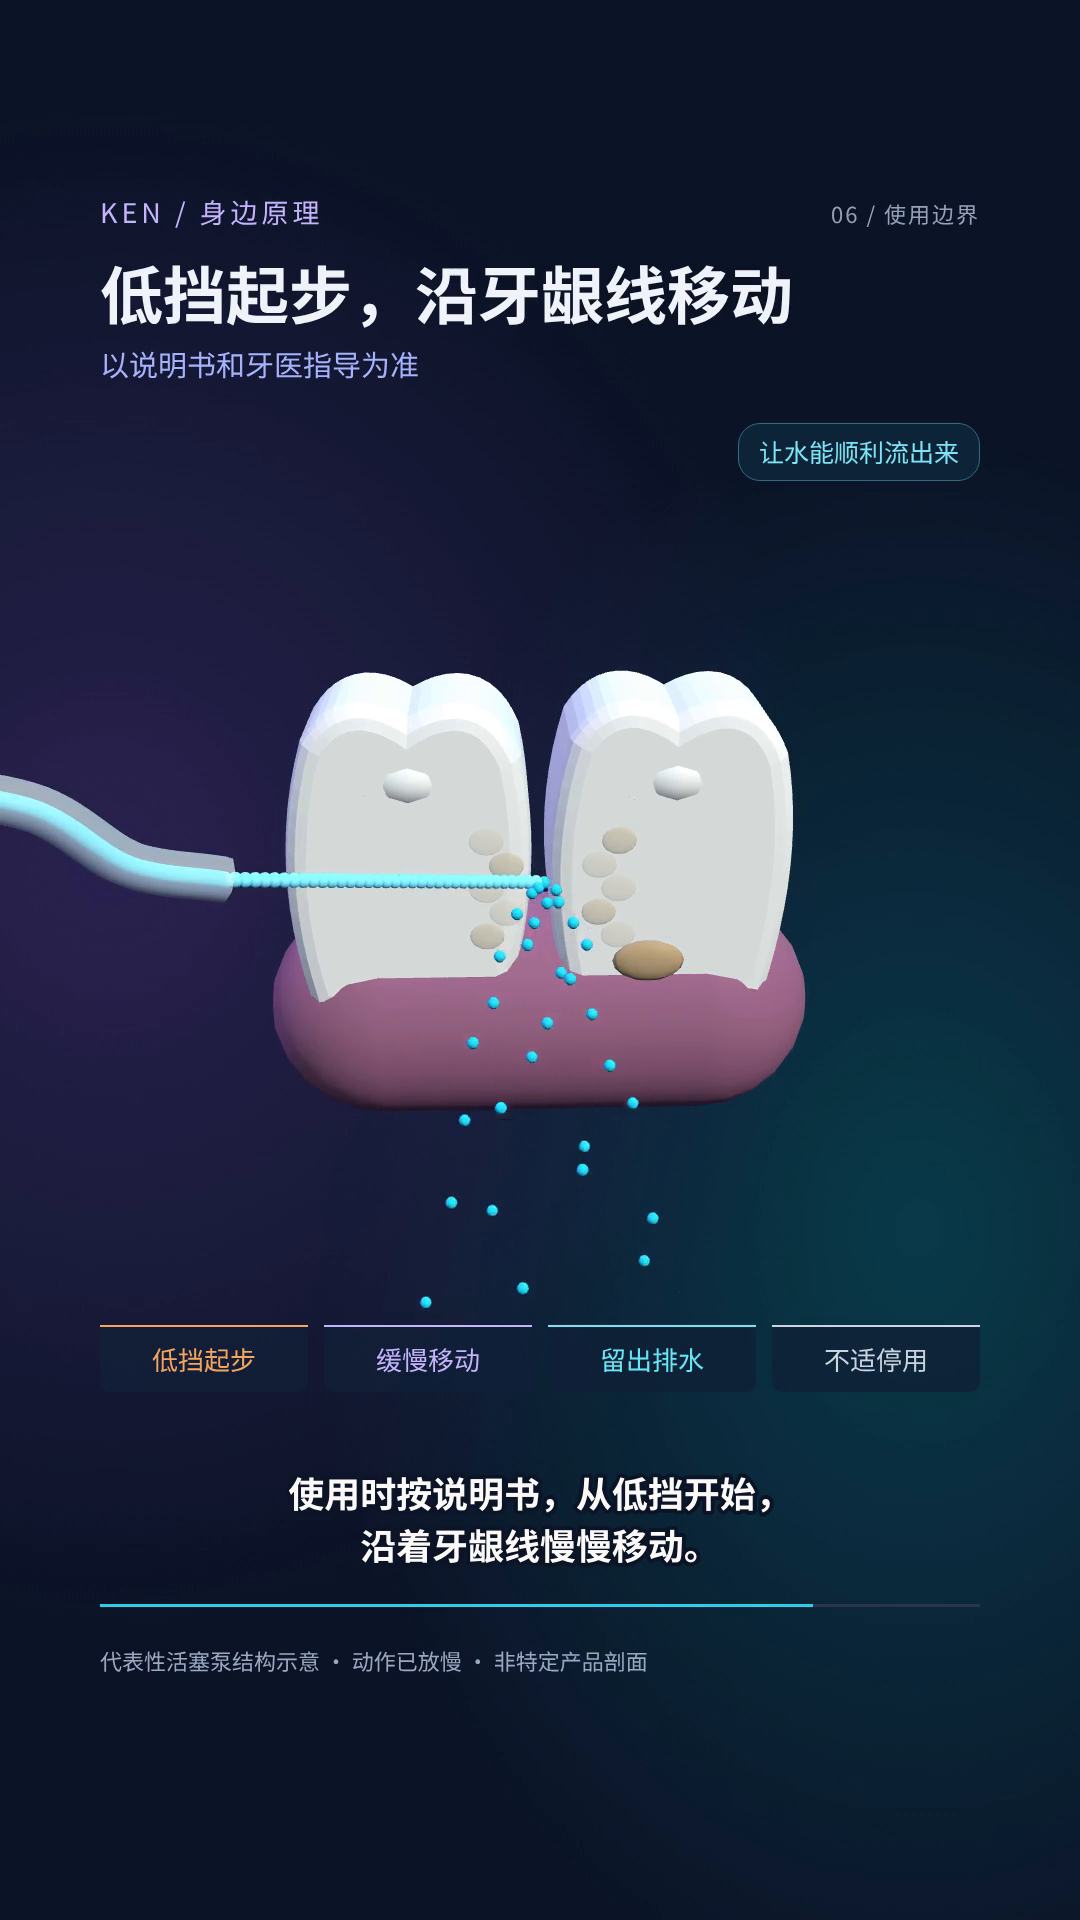 KEN / 身边原理
06 / 使用边界
低挡起步，沿牙龈线移动
以说明书和牙医指导为准
让水能顺利流出来
低挡起步
缓慢移动
留出排水
不适停用
使用时按说明书，从低挡开始，
沿着牙龈线慢慢移动。
代表性活塞泵结构示意 · 动作已放慢 · 非特定产品剖面